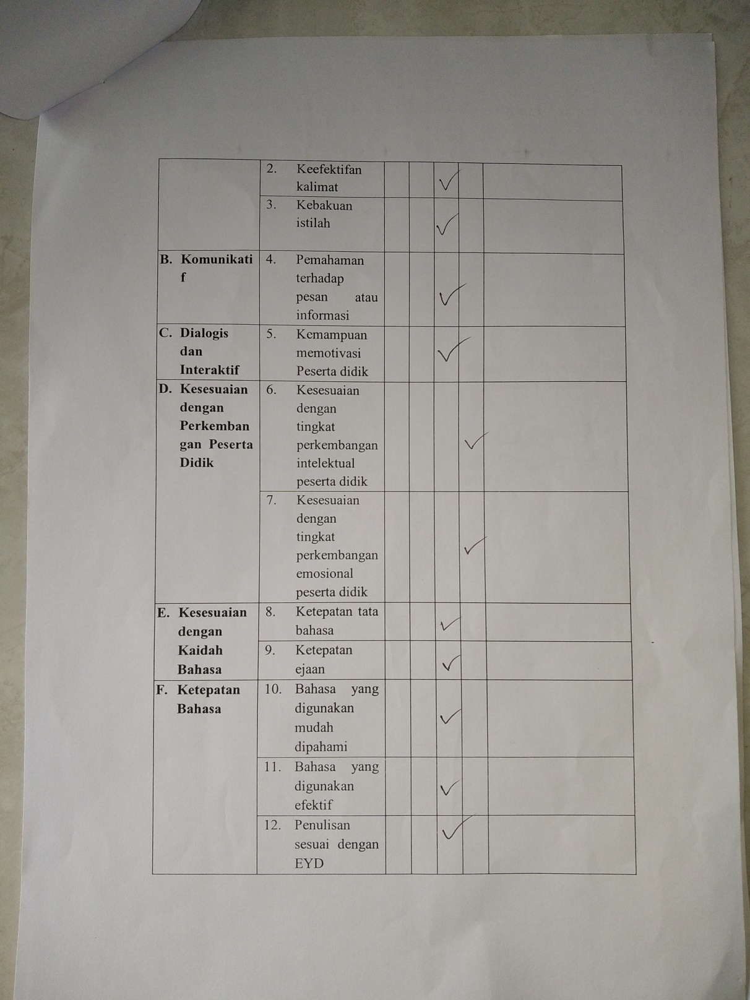 2. Keefektifan
kalimat
3. Kebakuan
istilah
B. Komunikati
f
4. Pemahaman
terhadap
pesan atau
informasi
C. Dialogis
dan
Interaktif
5. Kemampuan
memotivasi
Peserta didik
D. Kesesuaian
dengan
Perkemban
gan Peserta
Didik
6. Kesesuaian
dengan
tingkat
perkembangan
intelektual
peserta didik
7. Kesesuaian
dengan
tingkat
perkembangan
emosional
peserta didik
E. Kesesuaian
dengan
Kaidah
Bahasa
8. Ketepatan tata
bahasa
9. Ketepatan
ejaan
F. Ketepatan
Bahasa
10. Bahasa yang
digunakan
mudah
dipahami
11. Bahasa yang
digunakan
efektif
12. Penulisan
sesuai dengan
EYD